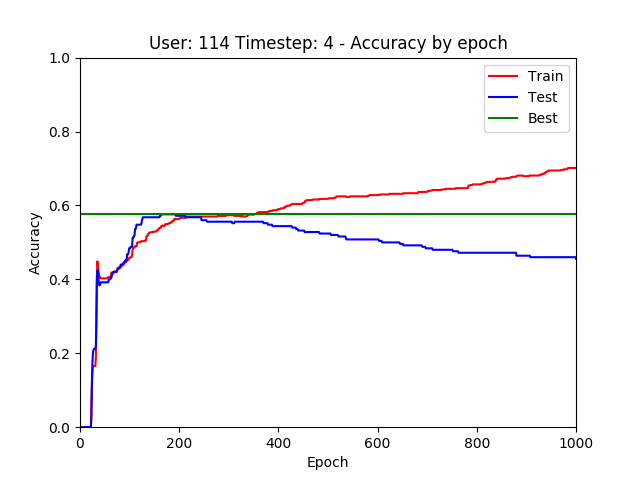 User: 114 Timestep: 4 - Accuracy by epoch
1.0
0.8
0.6
0.4
0.2
0.0
Accuracy
Train
Test
Best
0 200 400 600 800 1000
Epoch